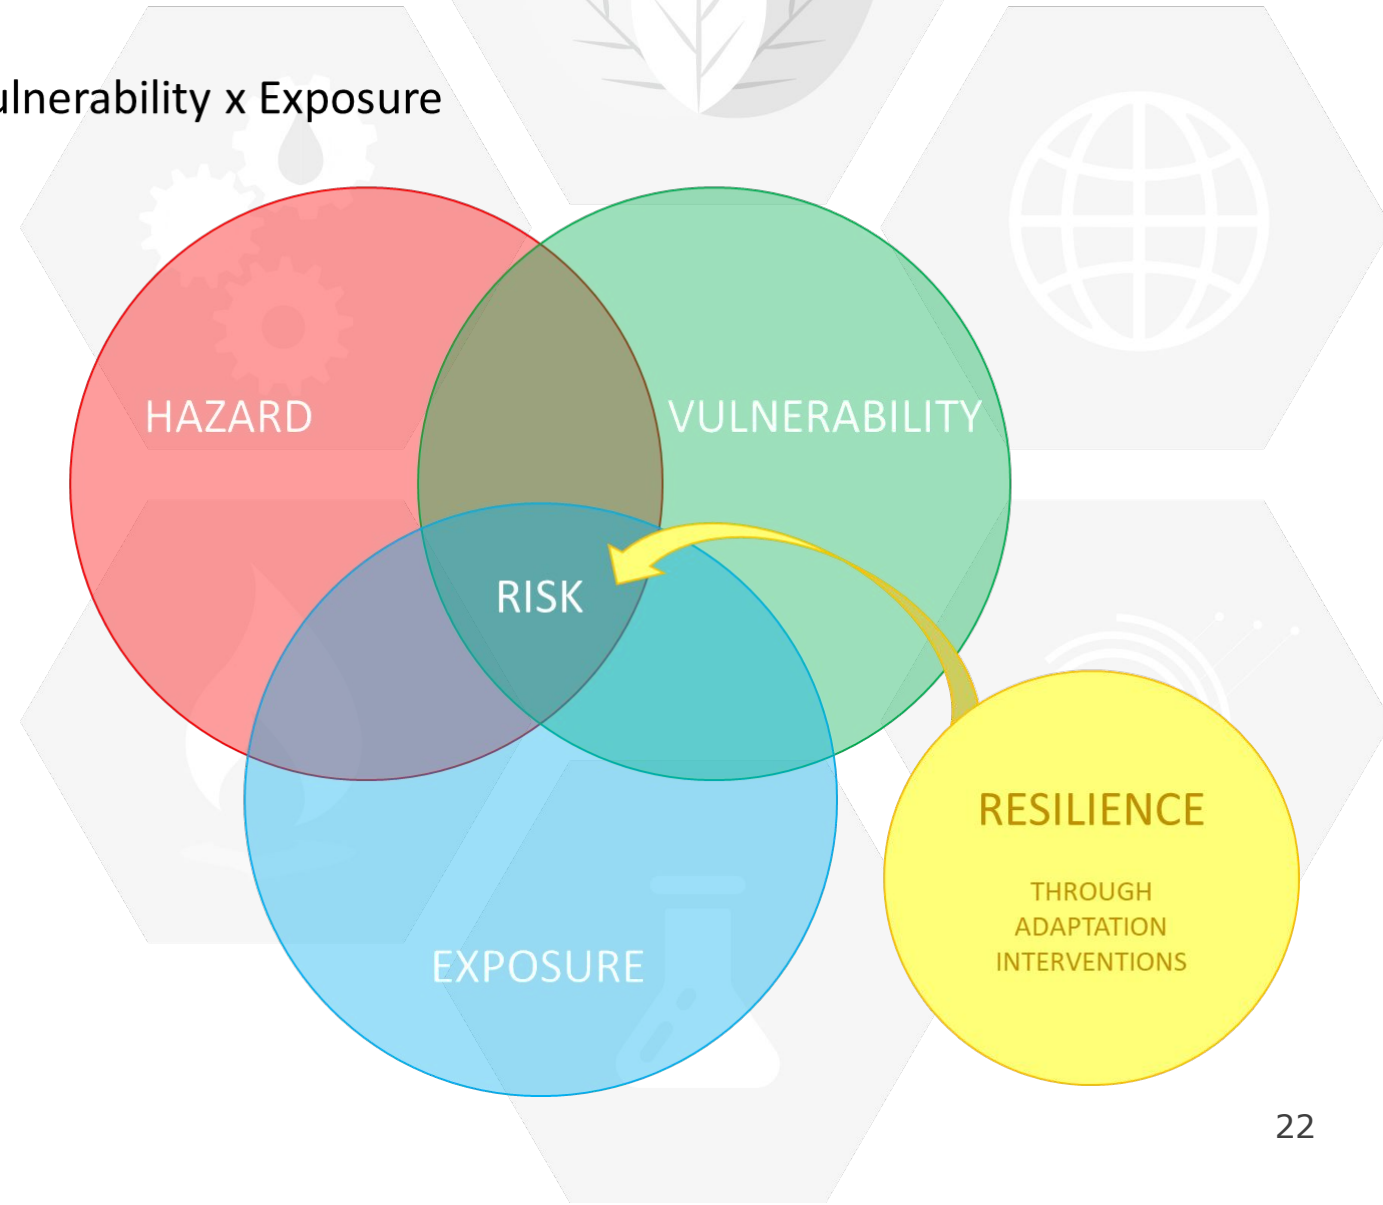 ulnerability x Exposure
HAZARD
VULNERABILITY
RISK
RESILIENCE
THROUGH
ADAPTATION
INTERVENTIONS
EXPOSURE
22